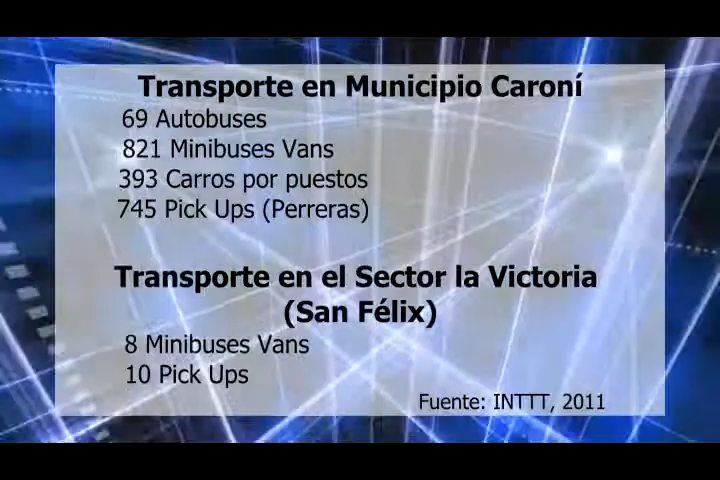 Transporte en Municipio Caroní
69 Autobuses
821 Minibuses Vans
393 Carros por puestos
745 Pick Ups (Perreras)
Transporte en el Sector la Victoria
(San Félix)
8 Minibuses Vans
10 Pick Ups
Fuente: INTTT, 2011